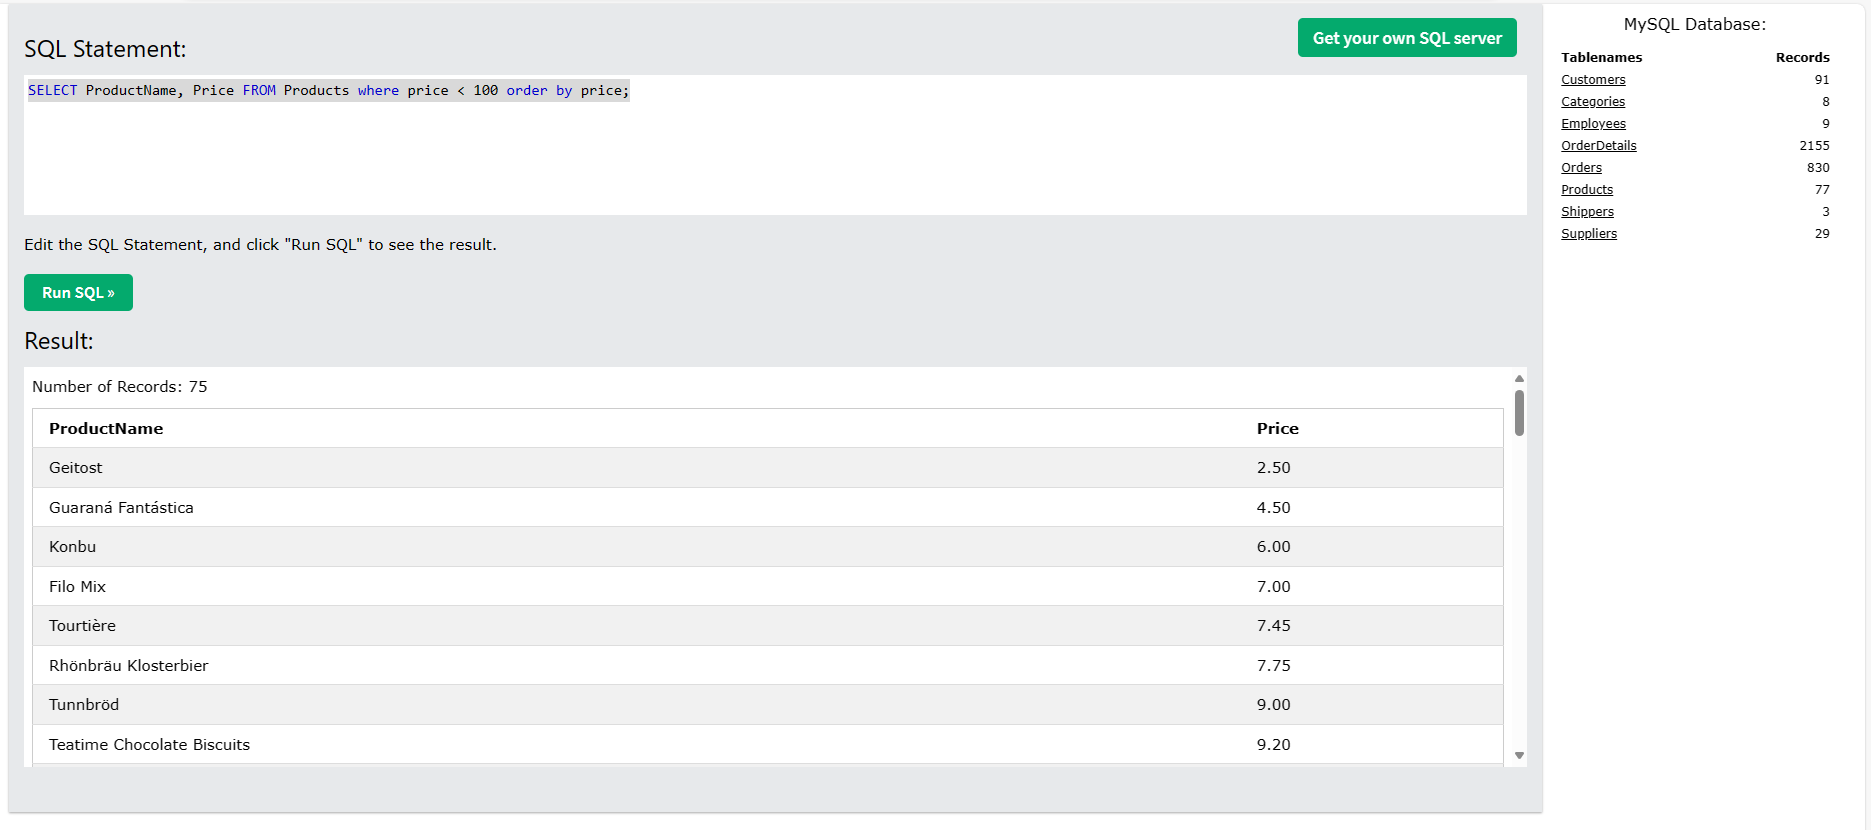 SQL Statement:
Get your own SQL server
SELECT ProductName, Price FROM Products where price < 100 order by price;
Edit the SQL Statement, and click "Run SQL" to see the result.
Run SQL »
Result:
Number of Records: 75
ProductName Price
Geitost 2.50
Guaraná Fantástica 4.50
Konbu 6.00
Filo Mix 7.00
Tourtière 7.45
Rhönbräu Klosterbier 7.75
Tunnbröd 9.00
Teatime Chocolate Biscuits 9.20
MySQL Database:
Tablenames Records
Customers 91
Categories 8
Employees 9
OrderDetails 2155
Orders 830
Products 77
Shippers 3
Suppliers 29